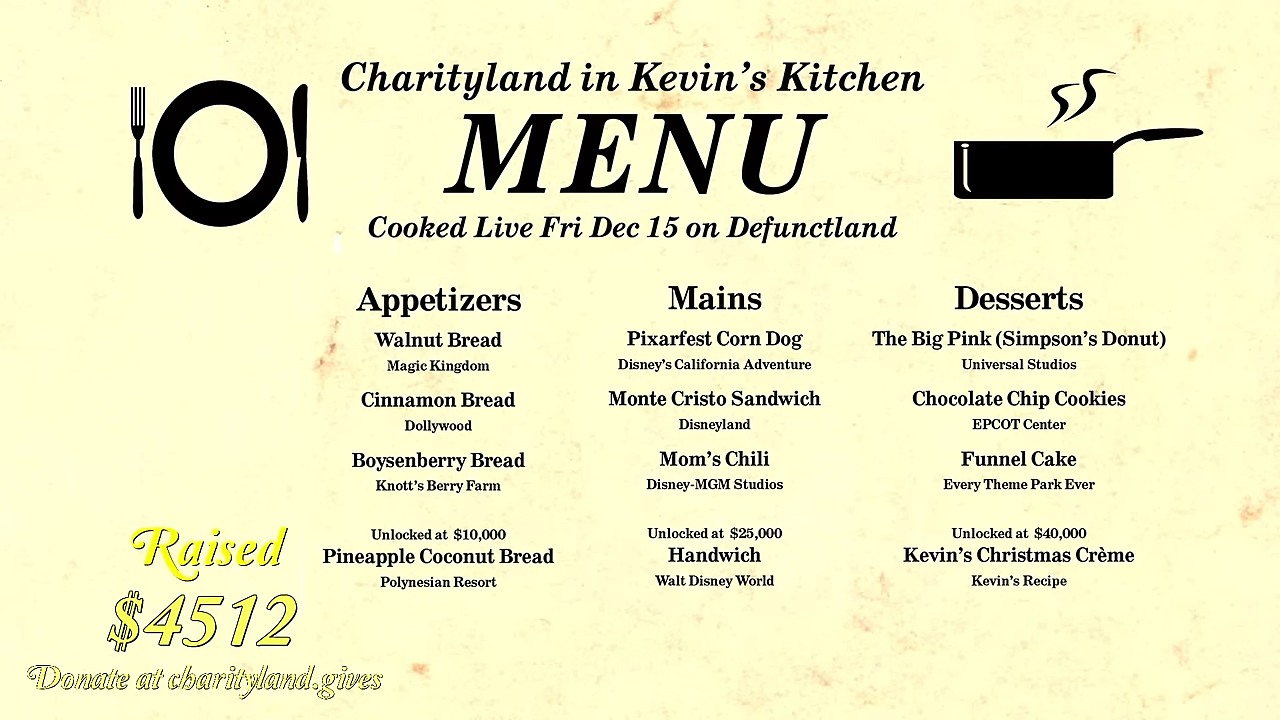 Charityland in Kevin's Kitchen
MENU
Cooked Live Fri Dec 15 on Defunctland
Appetizers
Walnut Bread
Magic Kingdom
Cinnamon Bread
Dollywood
Boysenberry Bread
Knott's Berry Farm
Unlocked at $10,000
Pineapple Coconut Bread
Polynesian Resort
Mains
Pixarfest Corn Dog
Disney's California Adventure
Monte Cristo Sandwich
Disneyland
Mom's Chili
Disney-MGM Studios
Unlocked at $25,000
Handwich
Walt Disney World
Desserts
The Big Pink (Simpson's Donut)
Universal Studios
Chocolate Chip Cookies
EPCOT Center
Funnel Cake
Every Theme Park Ever
Unlocked at $40,000
Kevin's Christmas Crème
Kevin's Recipe
Raised
$4512
Donate at charityland.gives